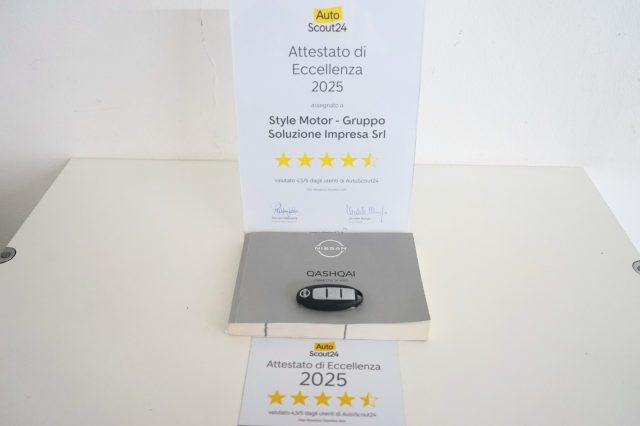 Auto
Scout24
Attestato di
Eccellenza
2025
assegnato a
Style Motor - Gruppo
Soluzione Impresa Srl
valutato 4.5/5 dagli utenti di AutoScout24
NISSAN
QASHQAI
Auto
Scout24
Attestato di Eccellenza
2025
valutato 4,5/5 dagli utenti di AutoScout24